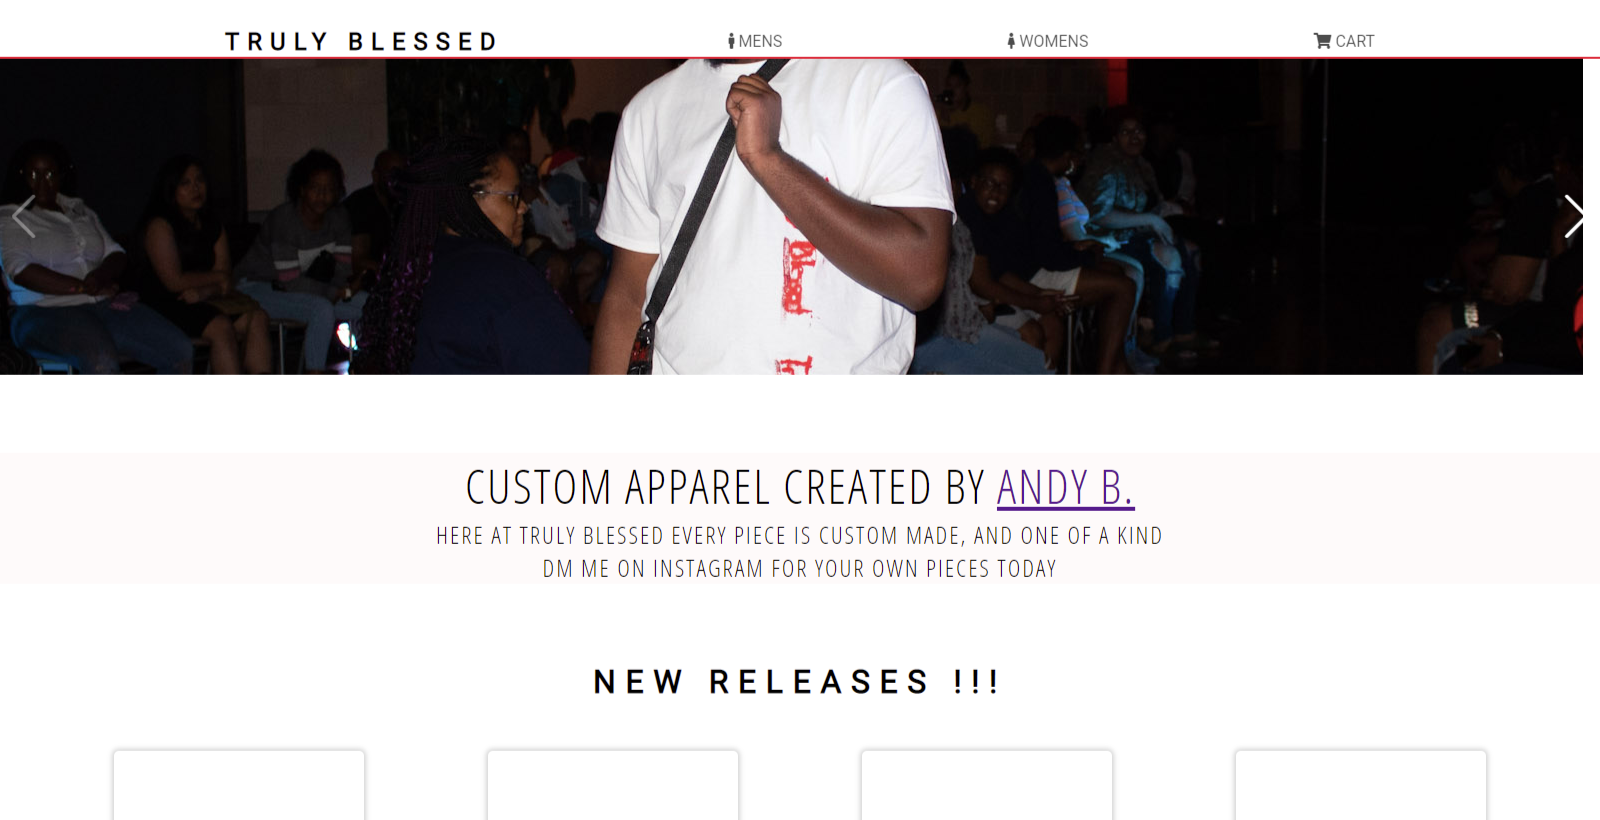 TRULY BLESSED
MENS
WOMENS
CART
CUSTOM APPAREL CREATED BY ANDY B.
HERE AT TRULY BLESSED EVERY PIECE IS CUSTOM MADE, AND ONE OF A KIND
DM ME ON INSTAGRAM FOR YOUR OWN PIECES TODAY
NEW RELEASES !!!